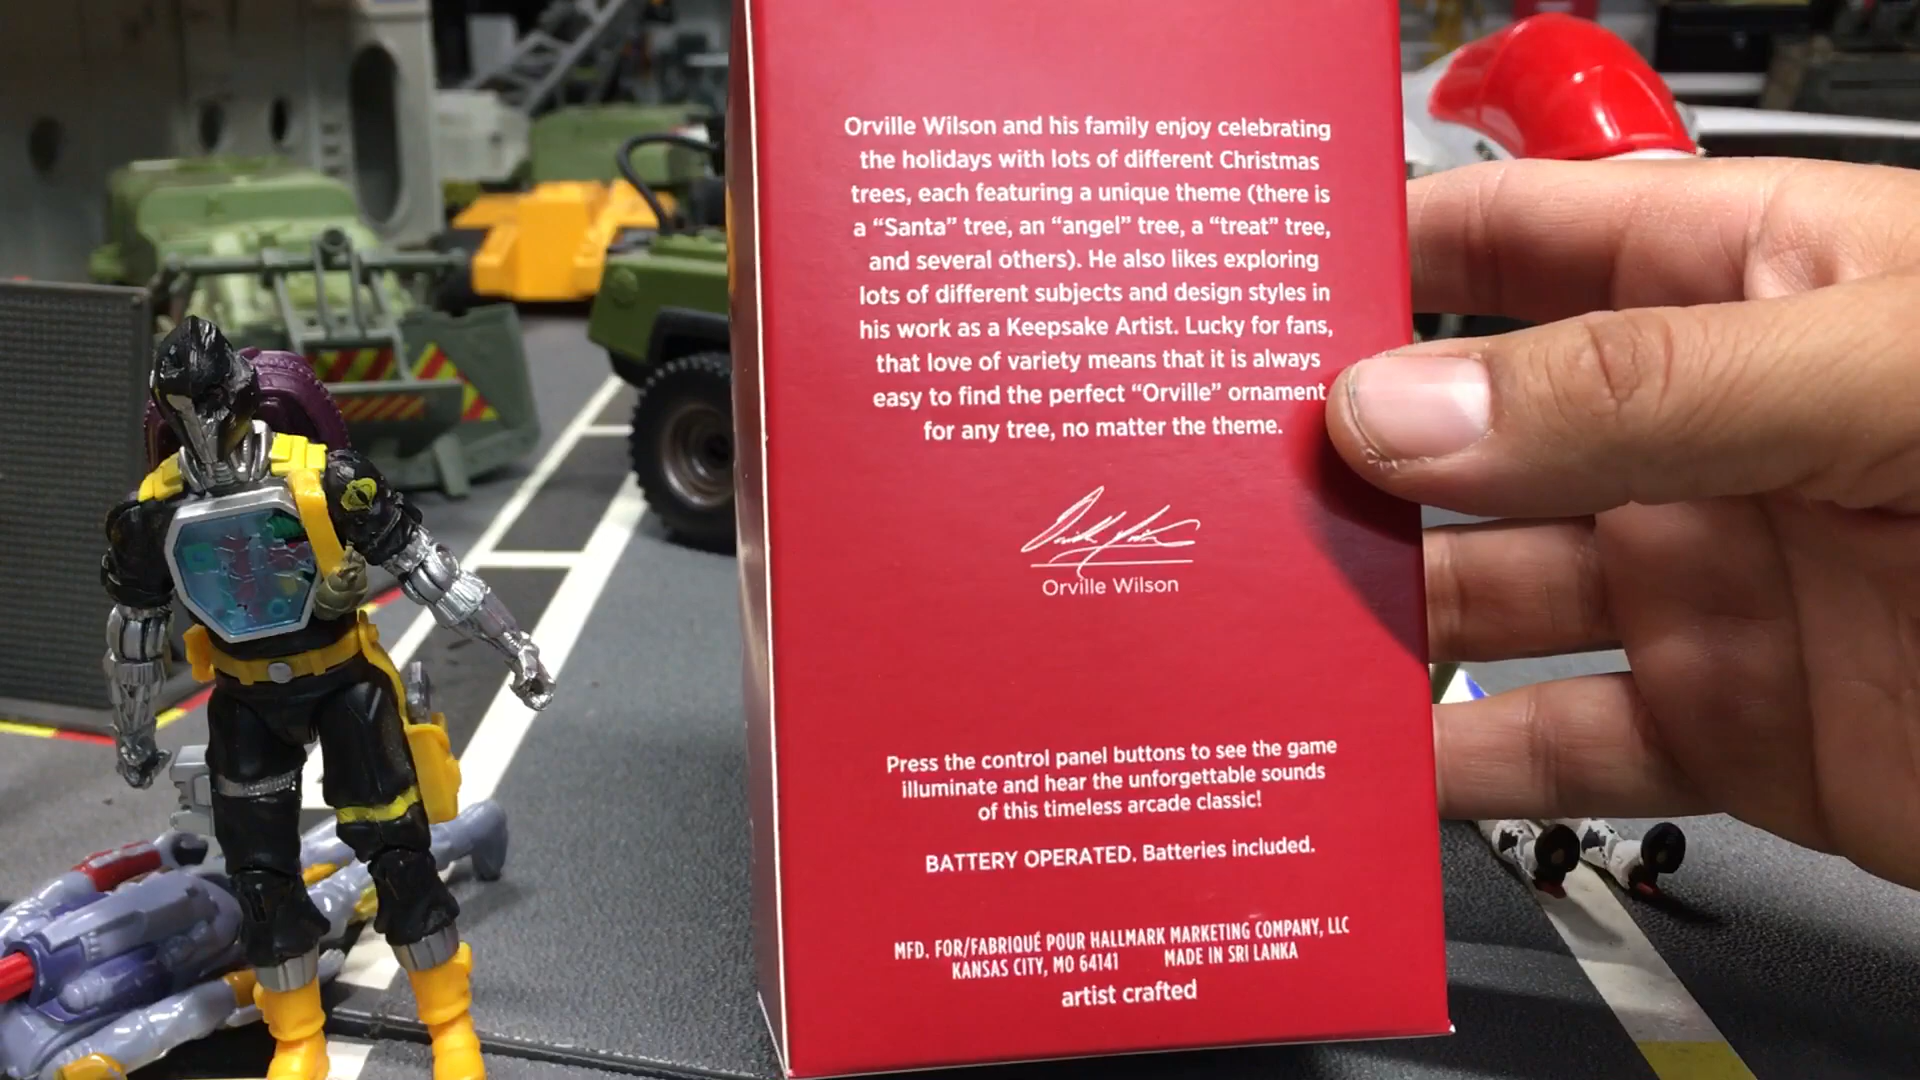 Orville Wilson and his family enjoy celebrating
the holidays with lots of different Christmas
trees, each featuring a unique theme (there is
a “Santa” tree, an “angel” tree, a “treat” tree,
and several others). He also likes exploring
lots of different subjects and design styles in
his work as a Keepsake Artist. Lucky for fans,
that love of variety means that it is always
easy to find the perfect “Orville” ornament
for any tree, no matter the theme.
Orville Wilson
Press the control panel buttons to see the game
illuminate and hear the unforgettable sounds
of this timeless arcade classic!
BATTERY OPERATED. Batteries included.
MFD. FOR/FABRIQUÉ POUR HALLMARK MARKETING COMPANY, LLC
KANSAS CITY, MO 64141 MADE IN SRI LANKA
artist crafted